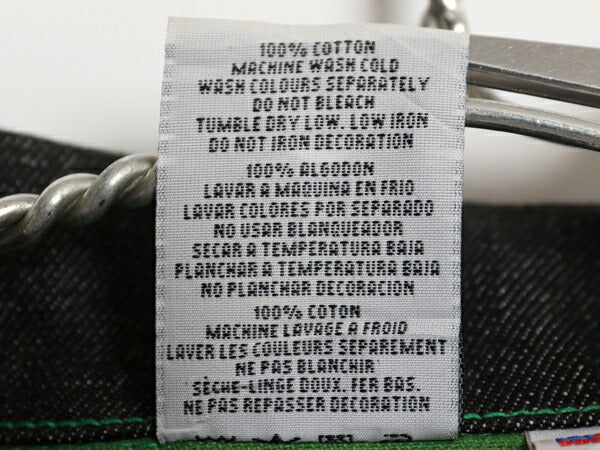 100% COTTON
MACHINE WASH COLD
WASH COLOURS SEPARATELY
DO NOT BLEACH
TUMBLE DRY LOW. LOW IRON
DO NOT IRON DECORATION
100% ALGODON
LAVAR A MAQUINA EN FRIO
LAVAR COLORES POR SEPARADO
NO USAR BLANQUEADOR
SECAR A TEMPERATURA BAJA
PLANCHAR A TEMPERATURA BAJA
NO PLANCHAR DECORACION
100% COTON
MACHINE LAVAGE A FROID
LAVER LES COULEURS SEPAREMENT
NE PAS BLANCHIR
SÈCHE-LINGE DOUX. FER BAS.
NE PAS REPASSER DECORATION